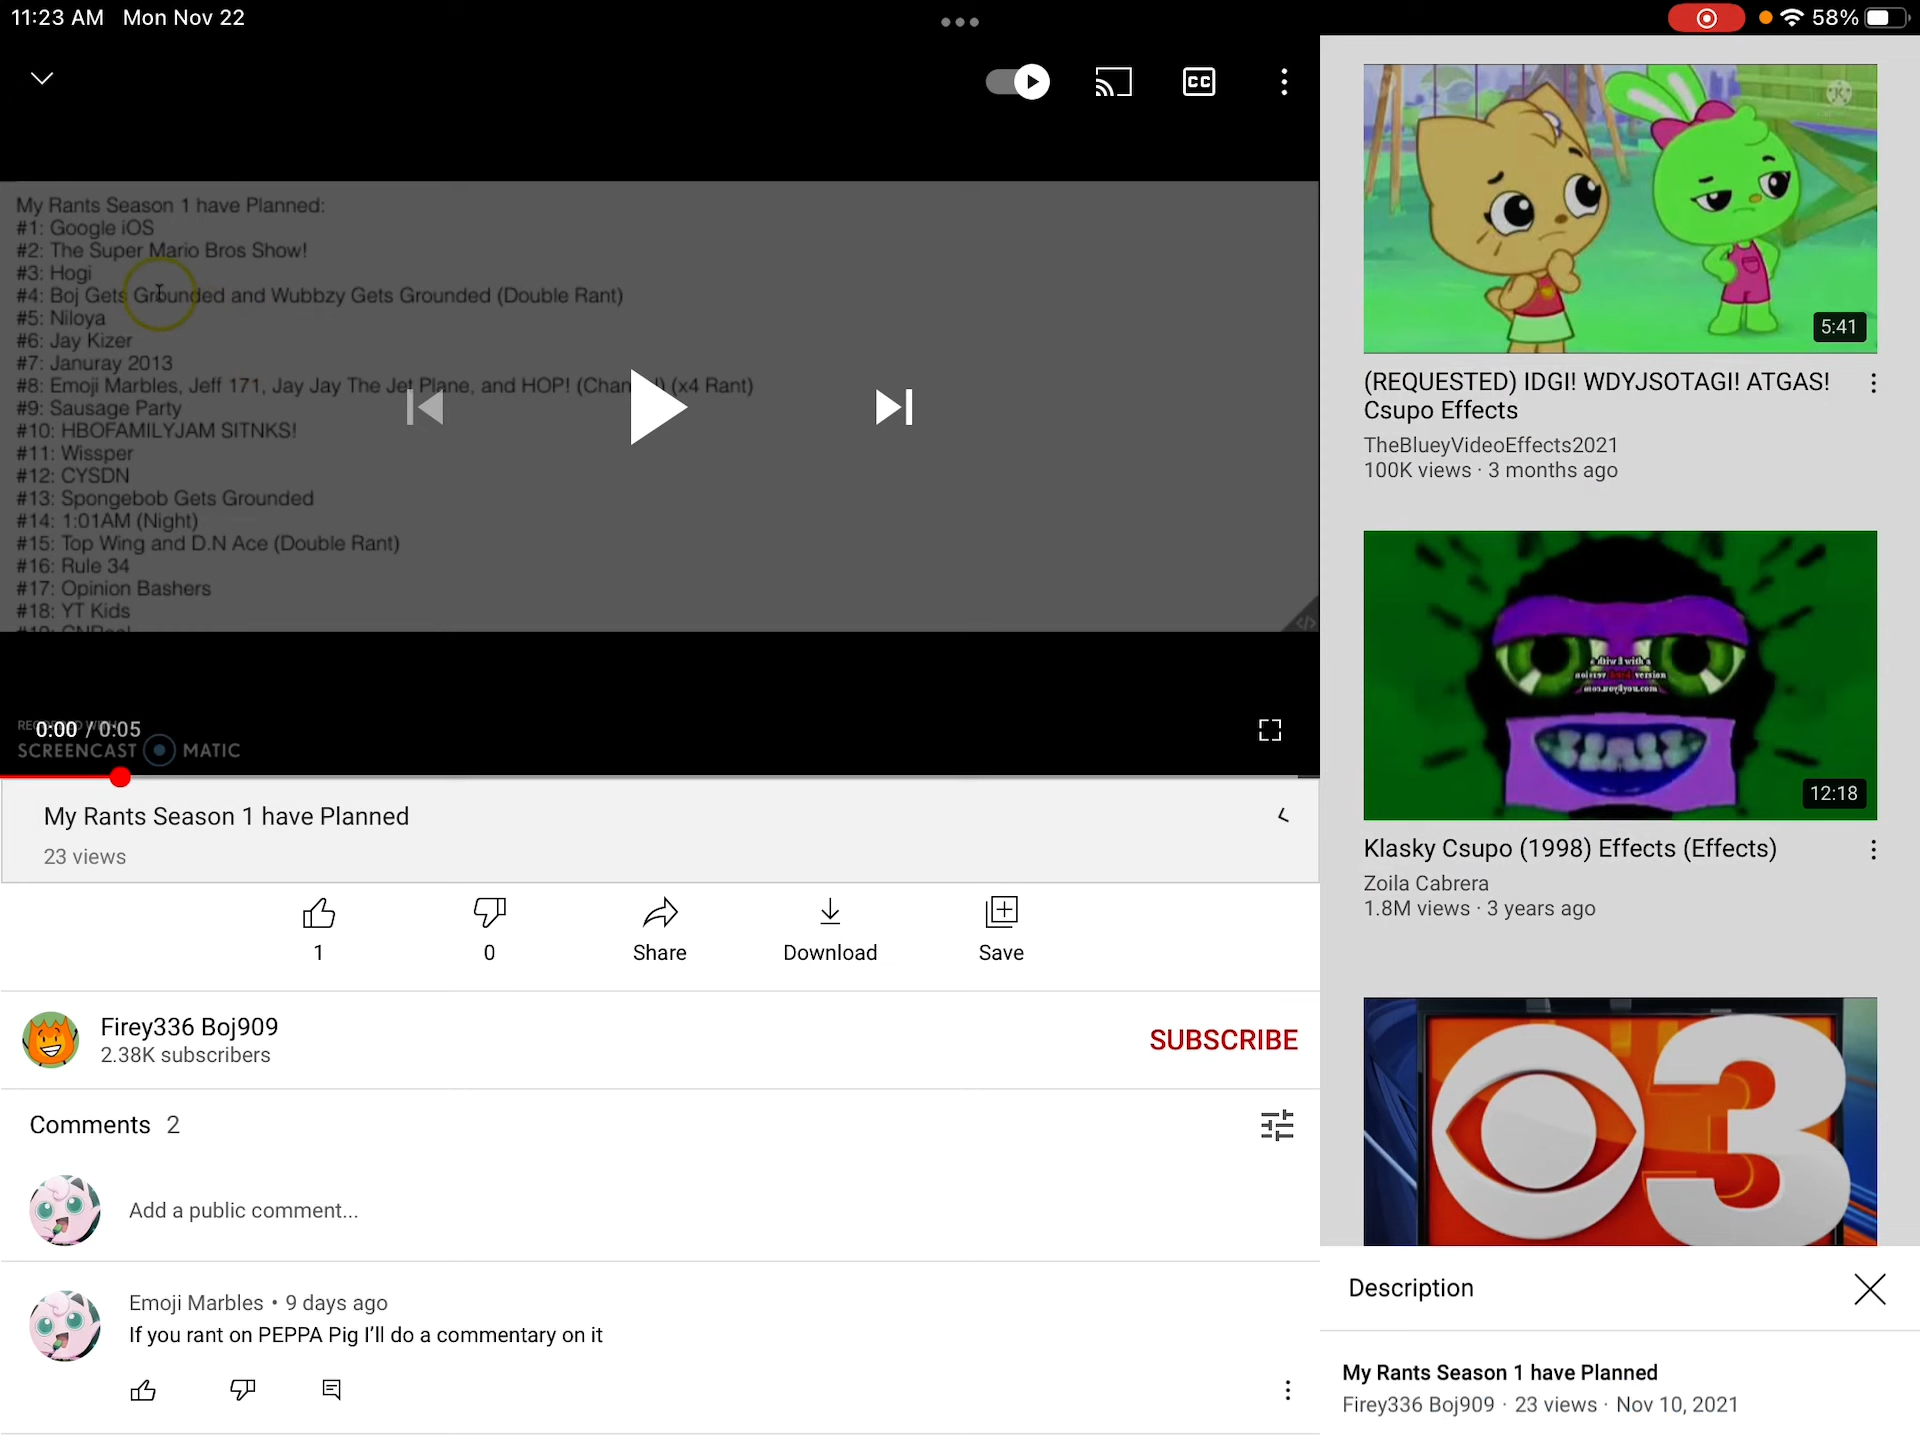 11:23 AM Mon Nov 22
58%
CC
My Rants Season 1 have Planned:
#1: Google iOS
#2: The Super Mario Bros Show!
#3: Hogi
#4: Boj Gets Grounded and Wubbzy Gets Grounded (Double Rant)
#5: Niloya
#6: Jay Kizer
#7: Januray 2013
#8: Emoji Marbles, Jeff 171, Jay Jay The Jet Plane, and HOP! (Channel) (x4 Rant)
#9: Sausage Party
#10: HBOFAMILYJAM SITNKS!
#11: Wissper
#12: CYSDN
#13: Spongebob Gets Grounded
#14: 1:01AM (Night)
#15: Top Wing and D.N Ace (Double Rant)
#16: Rule 34
#17: Opinion Bashers
#18: YT Kids
RECORDED WITH
0:00 / 0:05
SCREENCAST MATIC
My Rants Season 1 have Planned
23 views
1
0
Share
Download
Save
Firey336 Boj909
2.38K subscribers
SUBSCRIBE
Comments 2
Add a public comment...
Emoji Marbles • 9 days ago
If you rant on PEPPA Pig I'll do a commentary on it
5:41
(REQUESTED) IDGI! WDYJSOTAGI! ATGAS!
Csupo Effects
TheBlueyVideoEffects2021
100K views · 3 months ago
version
12:18
Klasky Csupo (1998) Effects (Effects)
Zoila Cabrera
1.8M views · 3 years ago
3
Description
My Rants Season 1 have Planned
Firey336 Boj909 · 23 views · Nov 10, 2021